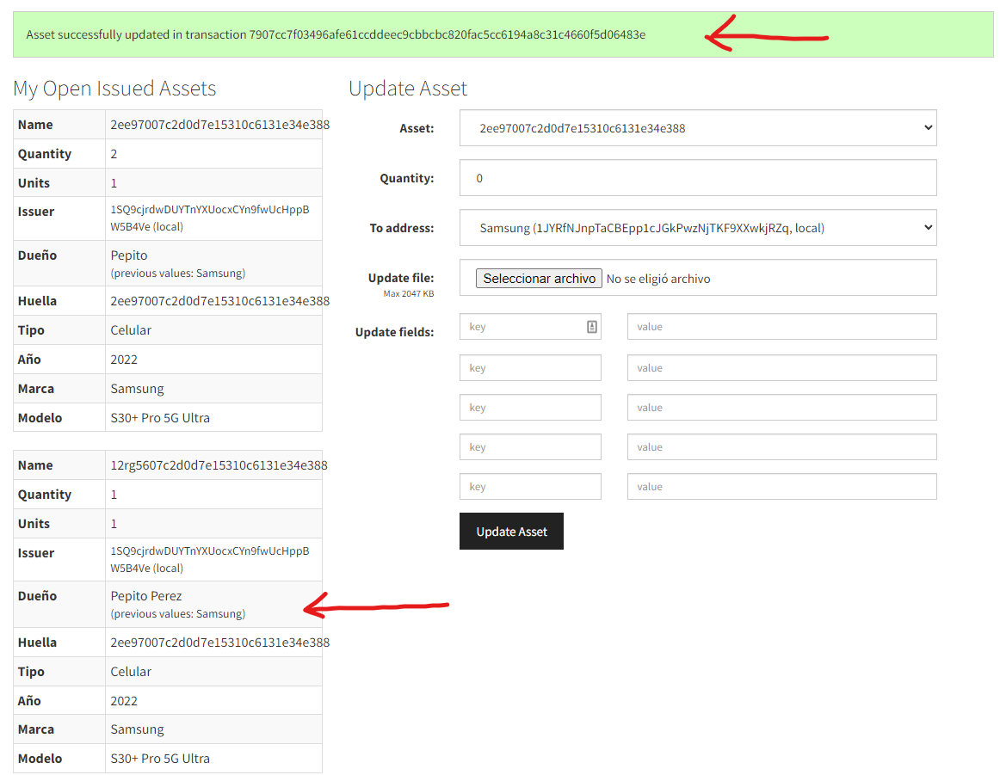 Asset successfully updated in transaction 7907cc7f03496afe61ccddeec9cbbcbc820fac5cc6194a8c31c4660f5d06483e
My Open Issued Assets
Name 2ee97007c2d0d7e15310c6131e34e388
Quantity 2
Units 1
Issuer 1SQ9cjrdwDUYTnYXUocxCYn9fwUcHppB
W5B4Ve (local)
Dueño Pepito
(previous values: Samsung)
Huella 2ee97007c2d0d7e15310c6131e34e388
Tipo Celular
Año 2022
Marca Samsung
Modelo S30+ Pro 5G Ultra
Name 12rg5607c2d0d7e15310c6131e34e388
Quantity 1
Units 1
Issuer 1SQ9cjrdwDUYTnYXUocxCYn9fwUcHppB
W5B4Ve (local)
Dueño Pepito Perez
(previous values: Samsung)
Huella 2ee97007c2d0d7e15310c6131e34e388
Tipo Celular
Año 2022
Marca Samsung
Modelo S30+ Pro 5G Ultra
Update Asset
Asset: 2ee97007c2d0d7e15310c6131e34e388
Quantity: 0
To address: Samsung (1JYRfNJnpTaCBEpp1cJGkPwzNjTKF9XXwkjRZq, local)
Update file: Seleccionar archivo No se eligió archivo
Max 2047 KB
Update fields: key value
key value
key value
key value
key value
Update Asset